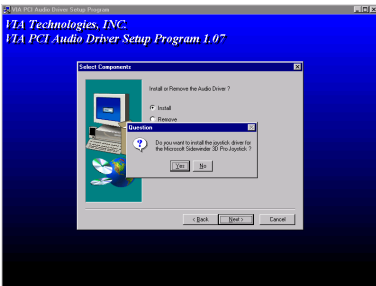 VIA PCI Audio Driver Setup Program
VIA Technologies, INC.
VIA PCI Audio Driver Setup Program 1.07
Select Components
Install or Remove the Audio Driver ?
Install
Remove
Question
Do you want to install the joystick driver for
the Microsoft Sidewinder 3D Pro Joystick ?
Yes No
< Back Next > Cancel